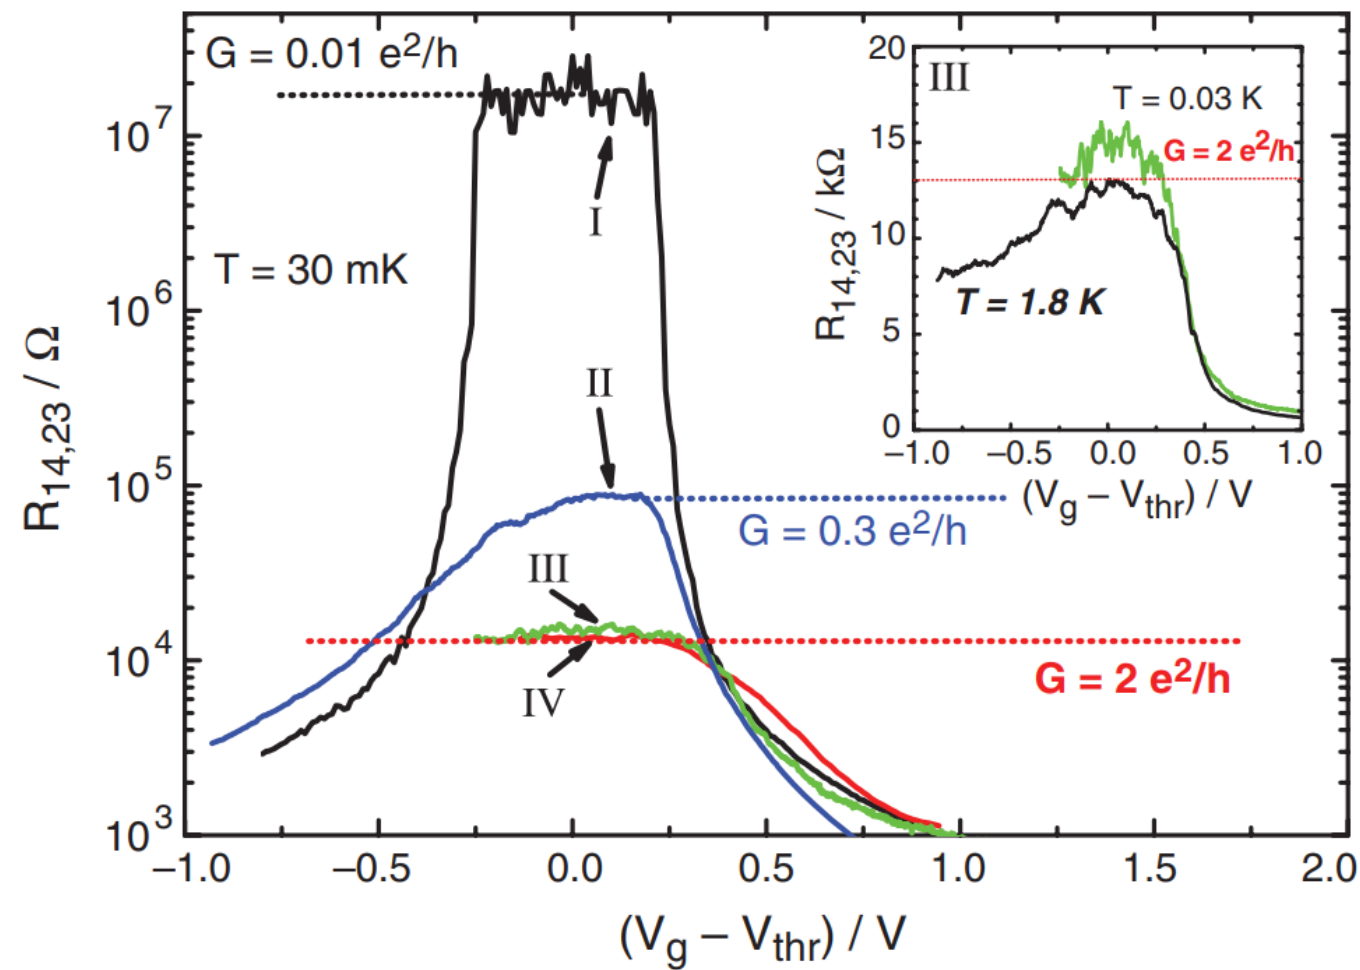 G = 0.01 e²/h
T = 30 mK
I
II
III
IV
G = 0.3 e²/h
G = 2 e²/h
R₁₄,₂₃ / Ω
10⁷
10⁶
10⁵
10⁴
10³
−1.0 −0.5 0.0 0.5 1.0 1.5 2.0
(Vg − Vthr) / V
III
T = 0.03 K
G = 2 e²/h
T = 1.8 K
R₁₄,₂₃ / kΩ
20
15
10
5
0
−1.0 −0.5 0.0 0.5 1.0
(Vg − Vthr) / V